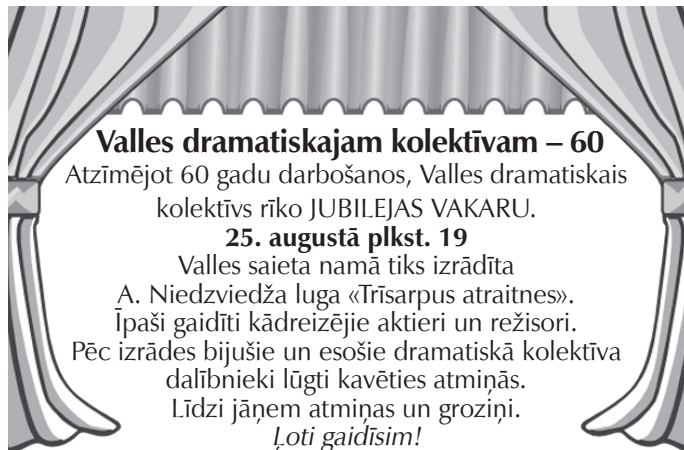 Valles dramatiskajam kolektīvam – 60
Atzīmējot 60 gadu darbošanos, Valles dramatiskais
kolektīvs rīko JUBILEJAS VAKARU.
25. augustā plkst. 19
Valles saieta namā tiks izrādīta
A. Niedzviedža luga «Trīsarpus atraitnes».
Īpaši gaidīti kādreizējie aktieri un režisori.
Pēc izrādes bijušie un esošie dramatiskā kolektīva
dalībnieki lūgti kavēties atmiņās.
Līdzi jāņem atmiņas un groziņi.
Ļoti gaidīsim!